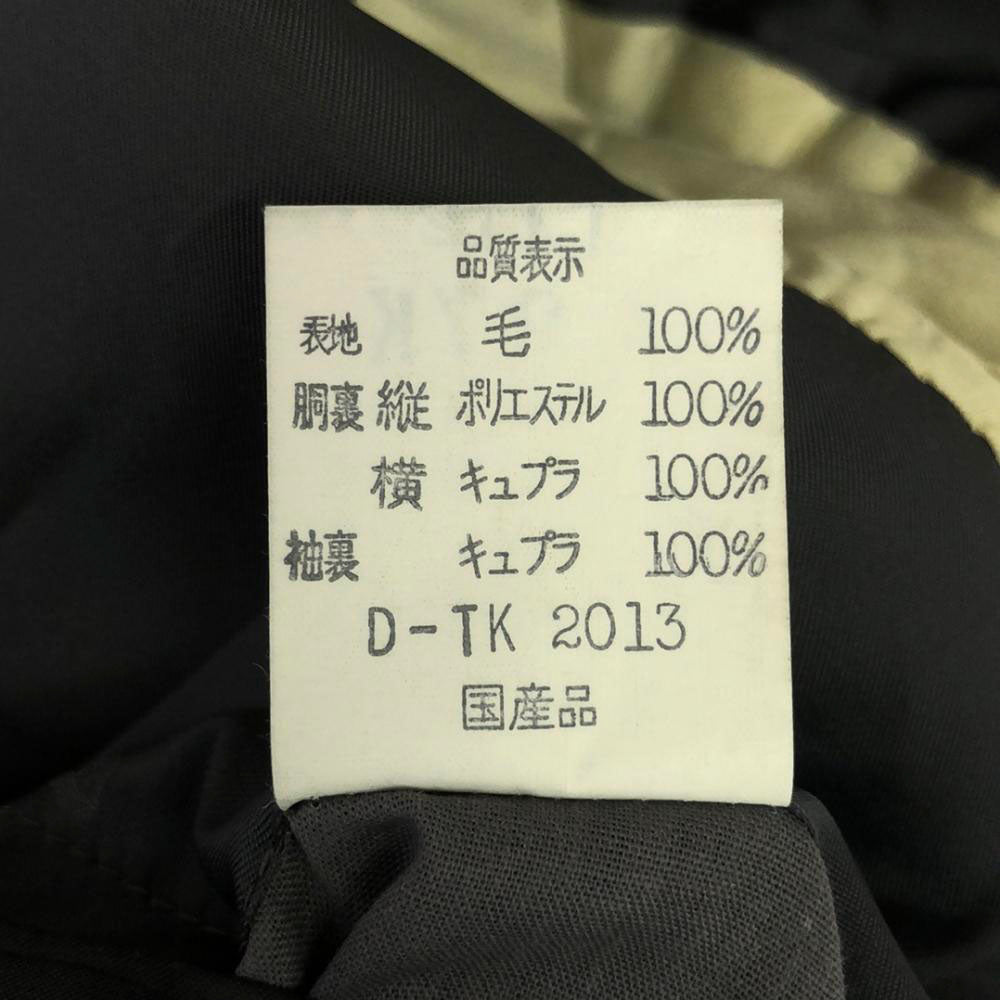 品質表示
表地 毛 100%
胴裏 縦 ポリエステル 100%
横 キュプラ 100%
袖裏 キュプラ 100%
D-TK 2013
国産品